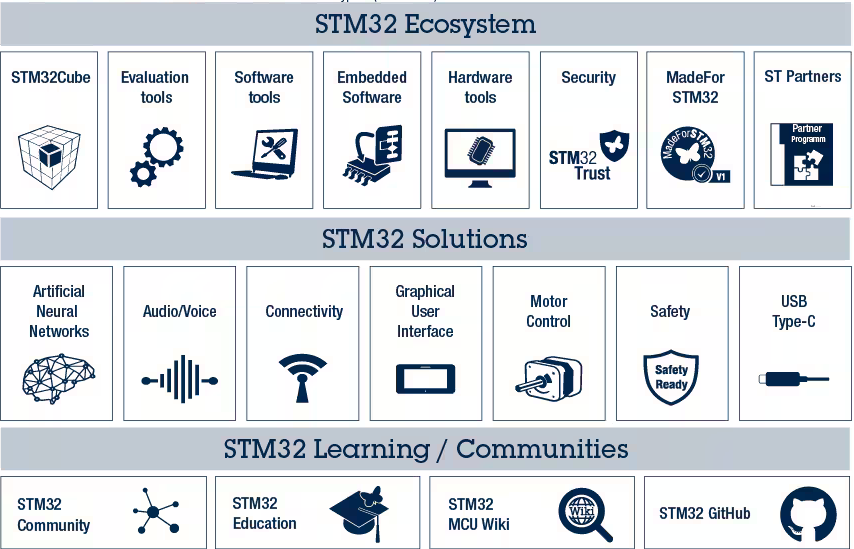 STM32 Ecosystem
STM32Cube
Evaluation
tools
Software
tools
Embedded
Software
Hardware
tools
Security
STM32
Trust
MadeFor
STM32
MadeForSTM32
V1
ST Partners
Partner
Programm
STM32 Solutions
Artificial
Neural
Networks
Audio/Voice
Connectivity
Graphical
User
Interface
Motor
Control
Safety
Safety
Ready
USB
Type-C
STM32 Learning / Communities
STM32
Community
STM32
Education
STM32
MCU Wiki
Wiki
STM32 GitHub